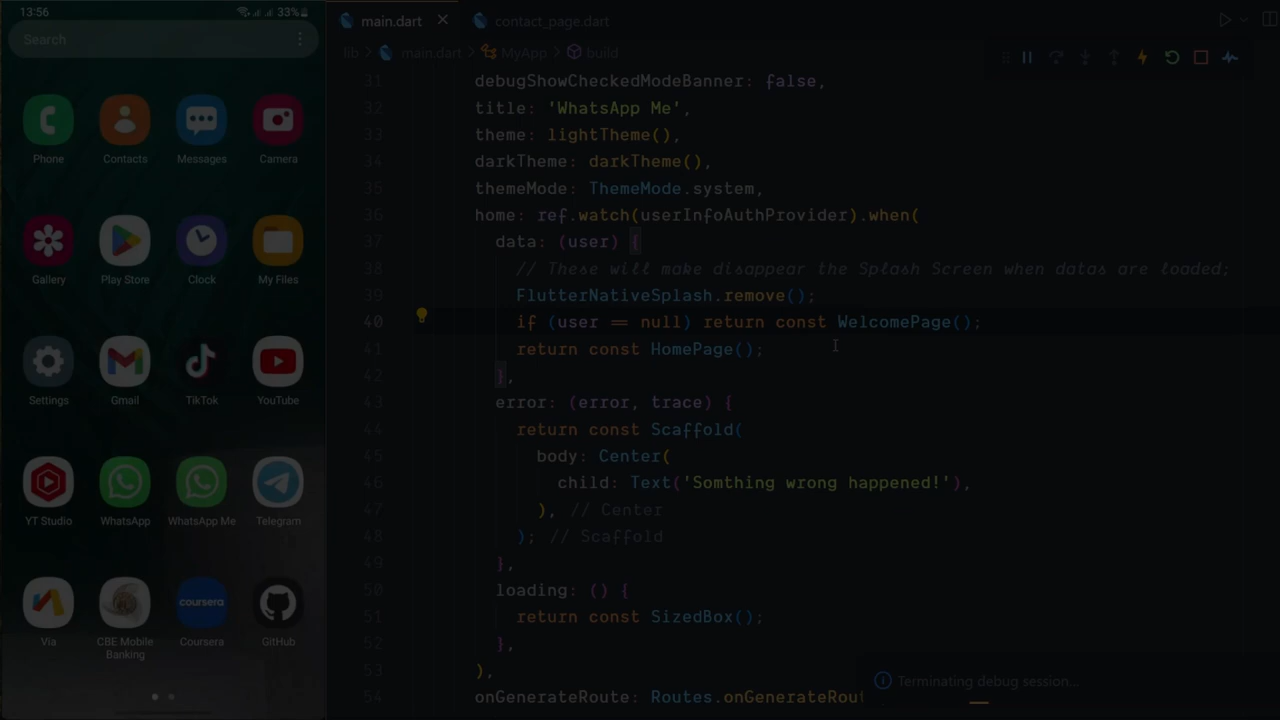 13:56
33%
Search
Phone
Contacts
Messages
Camera
Gallery
Play Store
Clock
My Files
Settings
Gmail
TikTok
YouTube
YT Studio
WhatsApp
WhatsApp Me
Telegram
Via
CBE Mobile
Banking
coursera
Coursera
GitHub
main.dart
contact_page.dart
lib > main.dart > MyApp > build
31 debugShowCheckedModeBanner: false,
32 title: 'WhatsApp Me',
33 theme: lightTheme(),
34 darkTheme: darkTheme(),
35 themeMode: ThemeMode.system,
36 home: ref.watch(userInfoAuthProvider).when(
37 data: (user) {
38 // These will make disappear the Splash Screen when datas are loaded;
39 FlutterNativeSplash.remove();
40 if (user == null) return const WelcomePage();
41 return const HomePage();
42 },
43 error: (error, trace) {
44 return const Scaffold(
45 body: Center(
46 child: Text('Somthing wrong happened!'),
47 ), // Center
48 ); // Scaffold
49 },
50 loading: () {
51 return const SizedBox();
52 },
53 ),
54 onGenerateRoute: Routes.onGenerateRout
Terminating debug session...